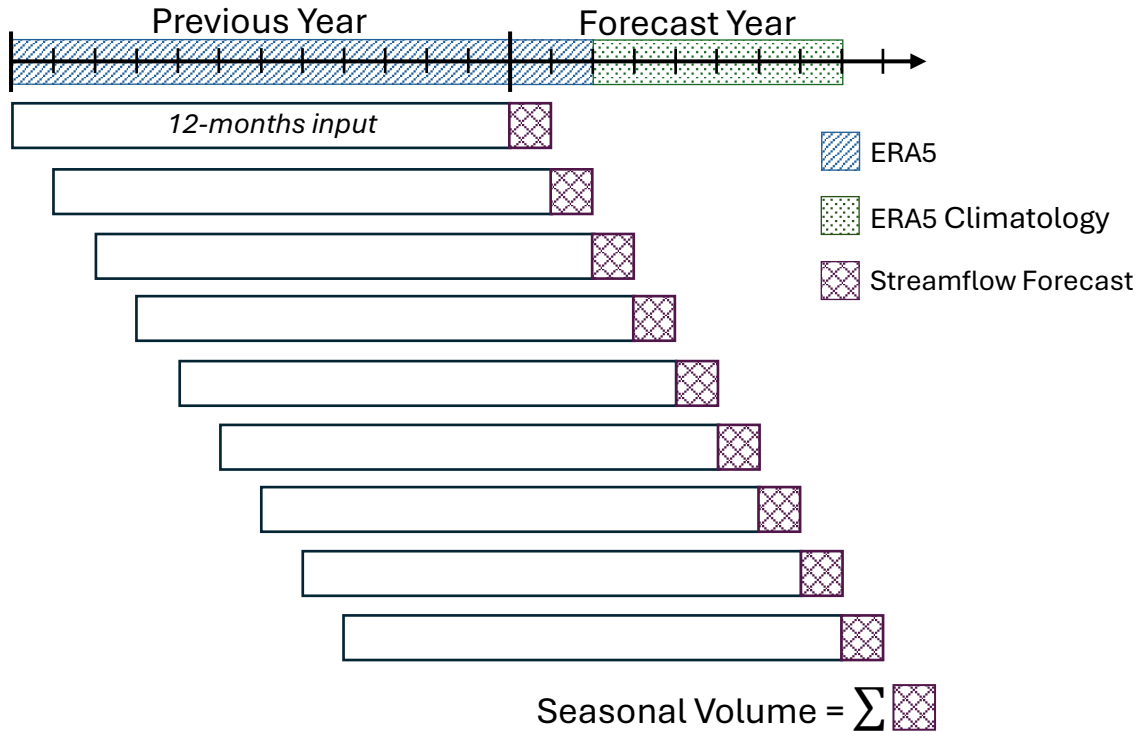 Previous Year
Forecast Year
12-months input
ERA5
ERA5 Climatology
Streamflow Forecast
Seasonal Volume = ∑